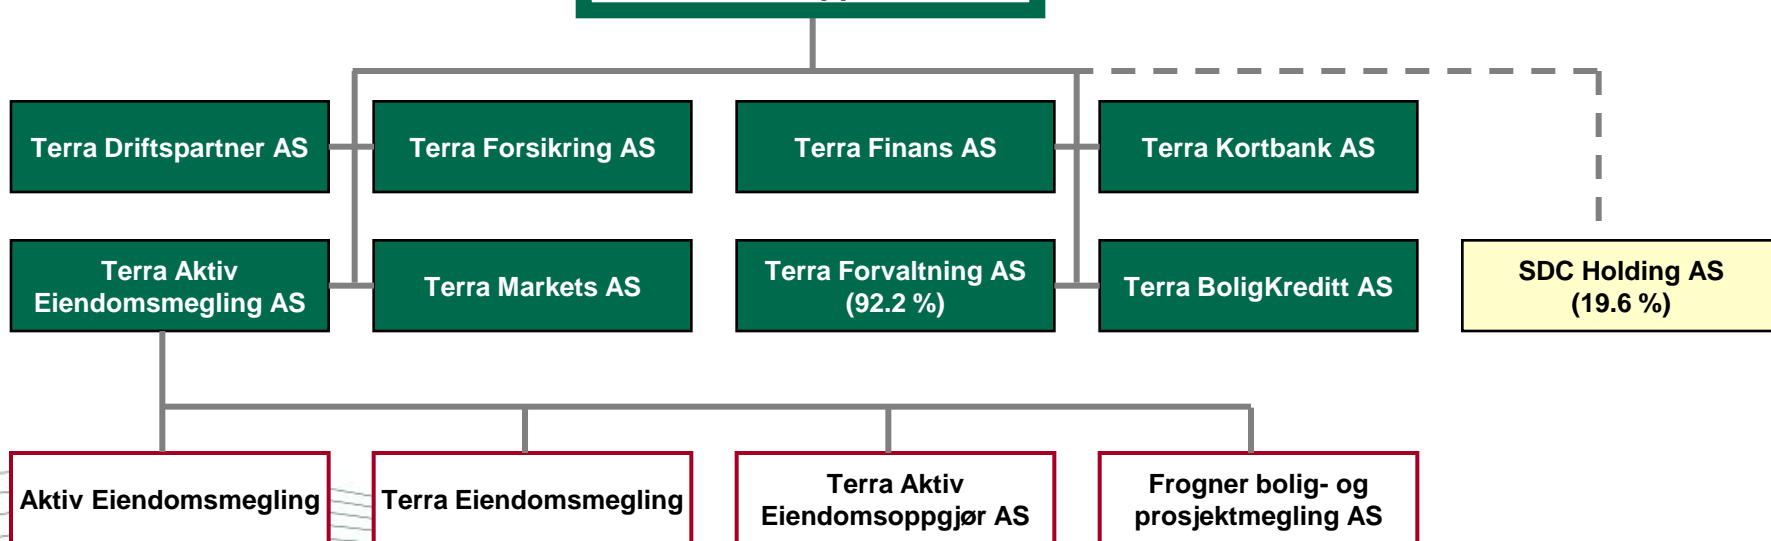 Terra Driftspartner AS
Terra Forsikring AS
Terra Finans AS
Terra Kortbank AS
Terra Aktiv
Eiendomsmegling AS
Terra Markets AS
Terra Forvaltning AS
(92.2 %)
Terra BoligKreditt AS
SDC Holding AS
(19.6 %)
Aktiv Eiendomsmegling
Terra Eiendomsmegling
Terra Aktiv
Eiendomsoppgjør AS
Frogner bolig- og
prosjektmegling AS